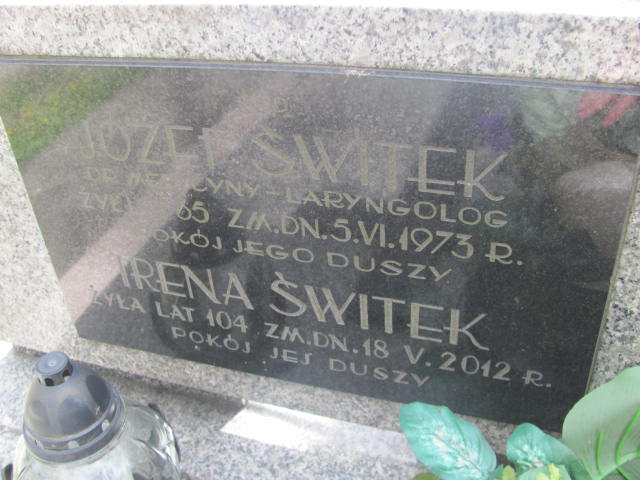 JÓZEF ŚWITEK
DR MEDYCYNY - LARYNGOLOG
ŻYŁ 65 ZM. DN. 5. VI. 1973 R.
POKÓJ JEGO DUSZY
IRENA ŚWITEK
ŻYŁA LAT 104 ZM. DN. 18 V. 2012 R.
POKÓJ JEJ DUSZY